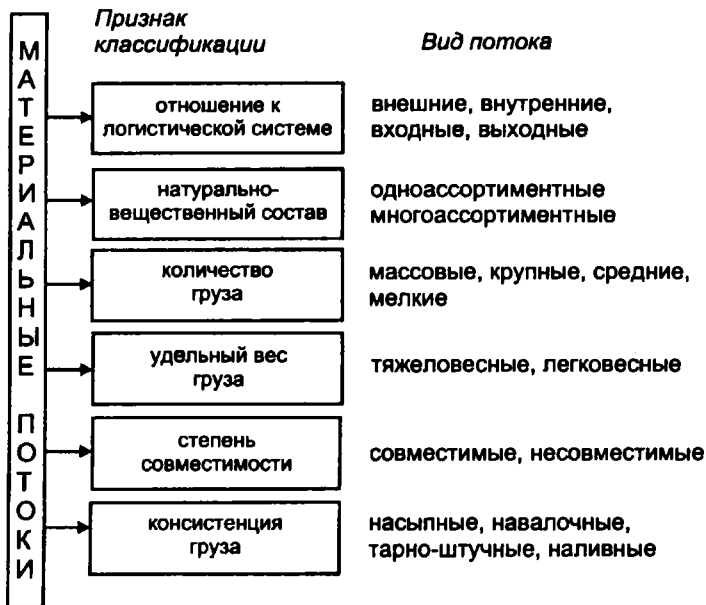 Признак
классификации
Вид потока
МАТЕРИАЛЬНЫЕ ПОТОКИ
отношение к
логистической системе
внешние, внутренние,
входные, выходные
натурально-
вещественный состав
одноассортиментные
многоассортиментные
количество
груза
массовые, крупные, средние,
мелкие
удельный вес
груза
тяжеловесные, легковесные
степень
совместимости
совместимые, несовместимые
консистенция
груза
насыпные, навалочные,
тарно-штучные, наливные